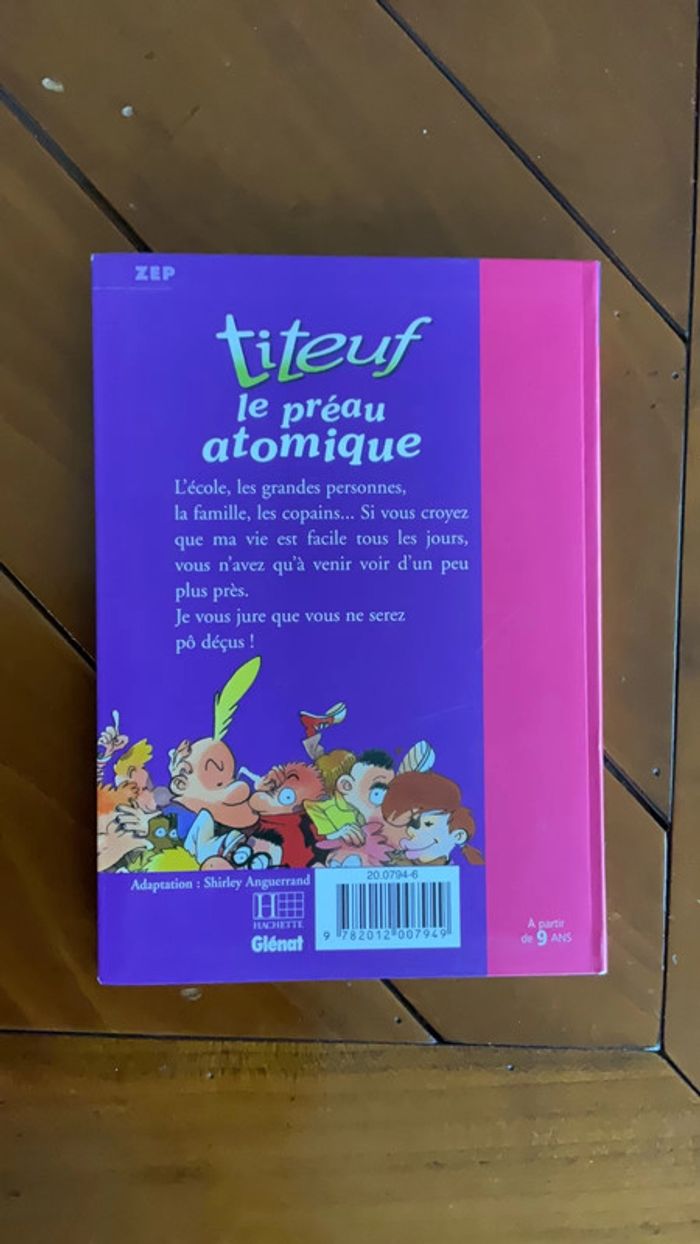 ZEP
titeuf
le préau
atomique
L'école, les grandes personnes,
la famille, les copains... Si vous croyez
que ma vie est facile tous les jours,
vous n'avez qu'à venir voir d'un peu
plus près.
Je vous jure que vous ne serez
pô déçus !
Adaptation : Shirley Anguerrand
20.0794-6
H
HACHETTE
Glénat
9 782012 007949
À partir
de 9 ANS